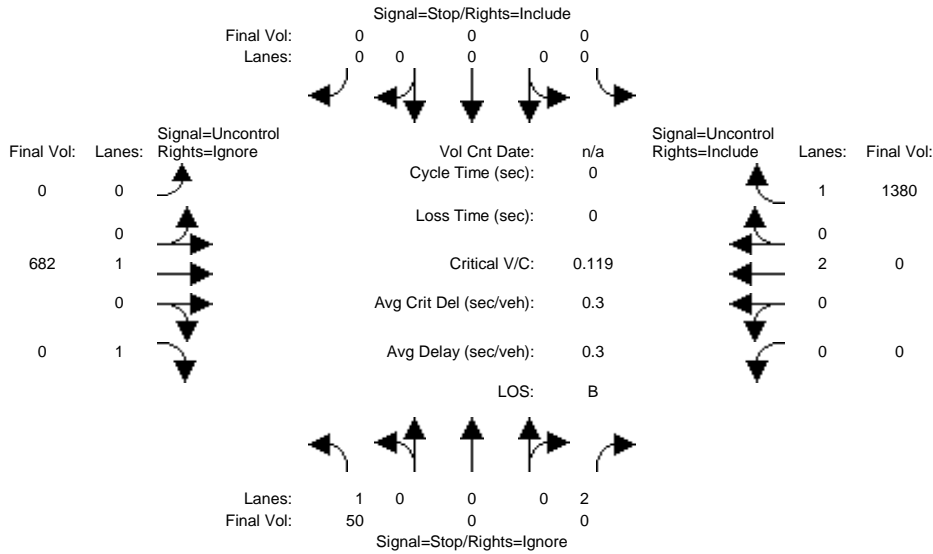 Signal=Stop/Rights=Include
Final Vol: 0 0 0
Lanes: 0 0 0 0 0
Signal=Uncontrol Signal=Uncontrol
Final Vol: Lanes: Rights=Ignore Vol Cnt Date: n/a Rights=Include Lanes: Final Vol:
Cycle Time (sec): 0
0 0 1 1380
Loss Time (sec): 0
0 0
682 1 Critical V/C: 0.119 2 0
0 Avg Crit Del (sec/veh): 0.3 0
0 1 Avg Delay (sec/veh): 0.3 0 0
LOS: B
Lanes: 1 0 0 0 2
Final Vol: 50 0 0
Signal=Stop/Rights=Ignore